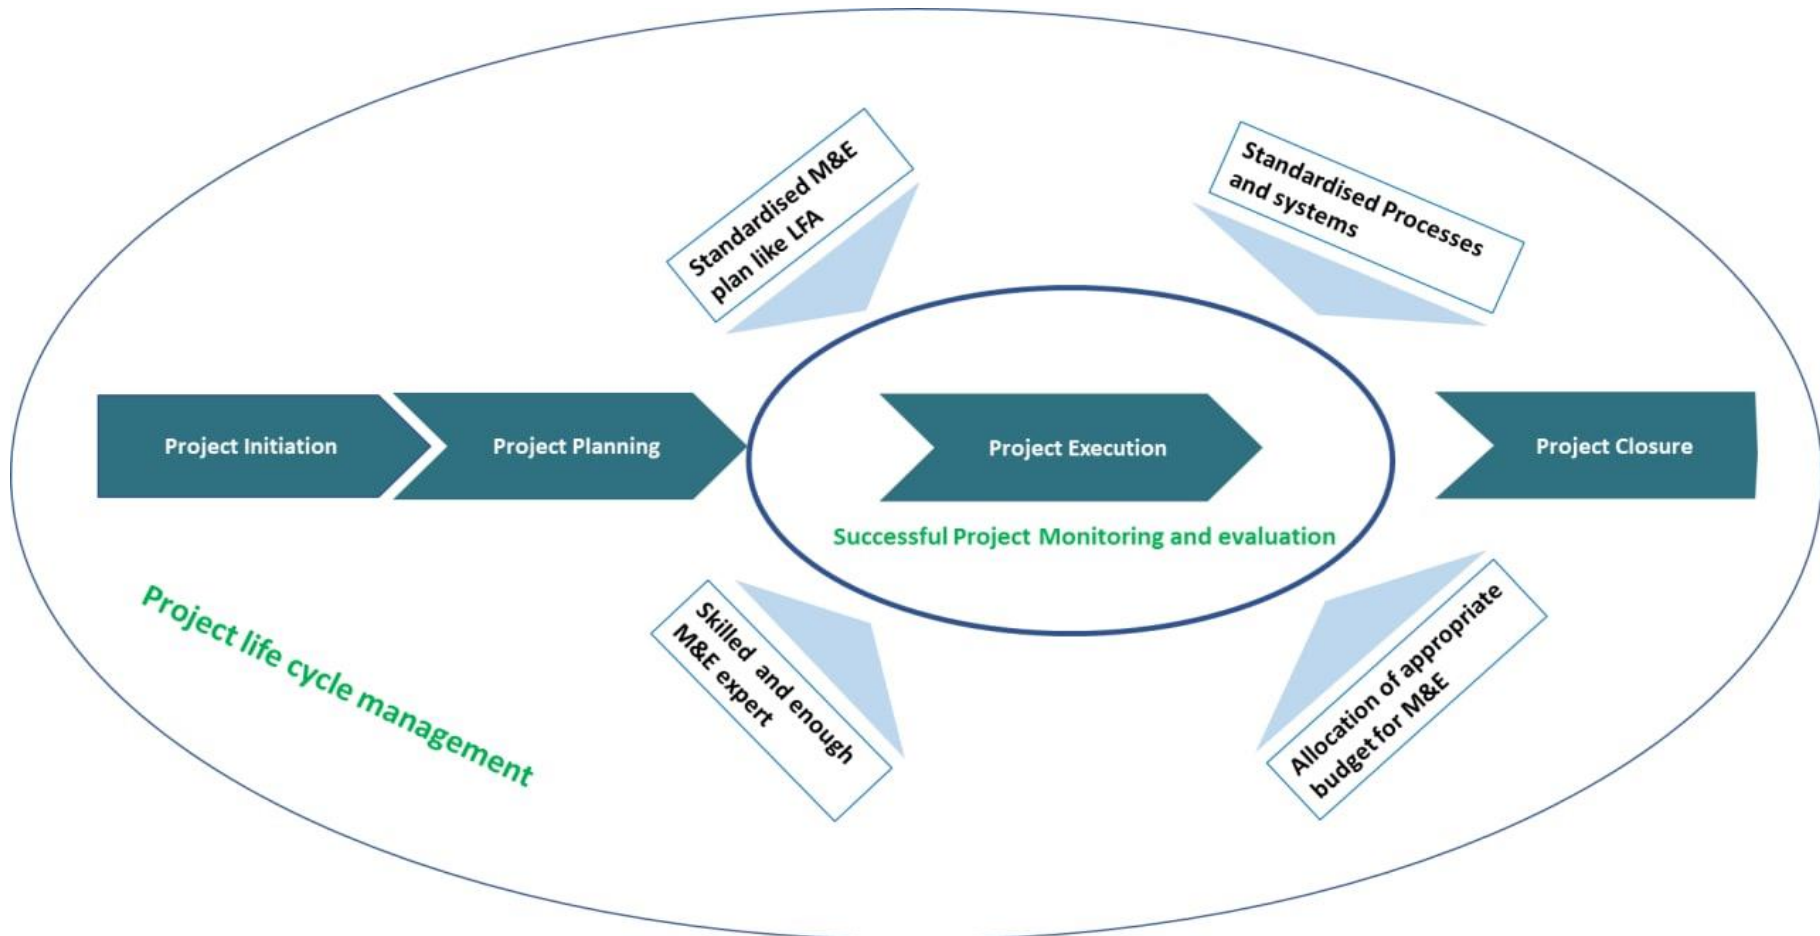 Standardised M&E
plan like LFA
Standardised Processes
and systems
Project Initiation
Project Planning
Project Execution
Project Closure
Successful Project Monitoring and evaluation
Project life cycle management
Skilled and enough
M&E expert
Allocation of appropriate
budget for M&E